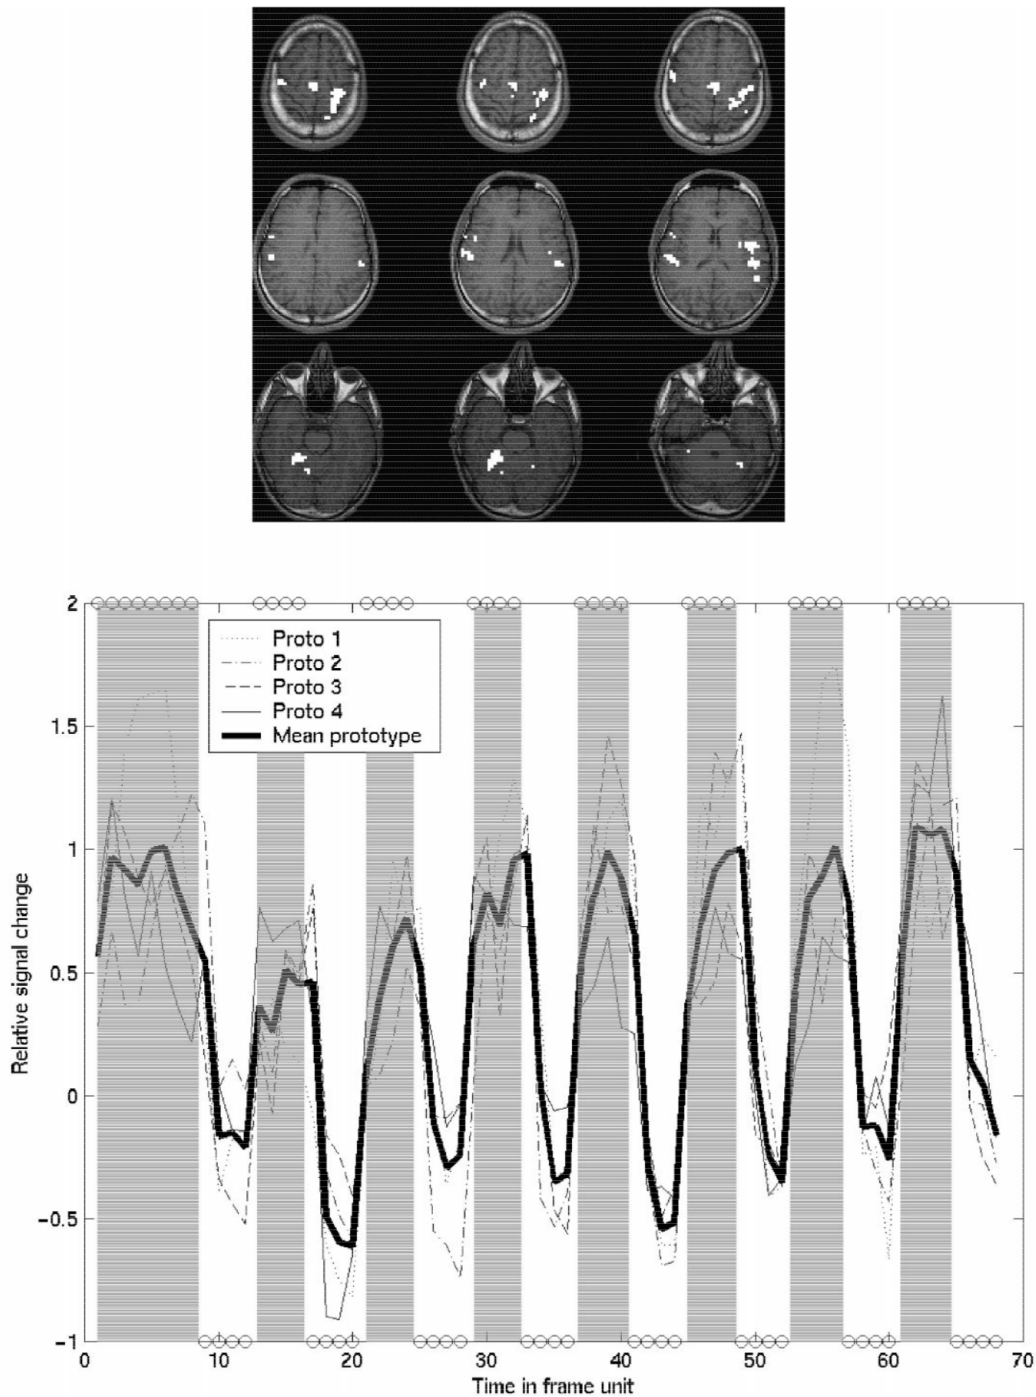 2
1.5
1
0.5
0
−0.5
−1
Relative signal change
Proto 1
Proto 2
Proto 3
Proto 4
Mean prototype
0 10 20 30 40 50 60 70
Time in frame unit